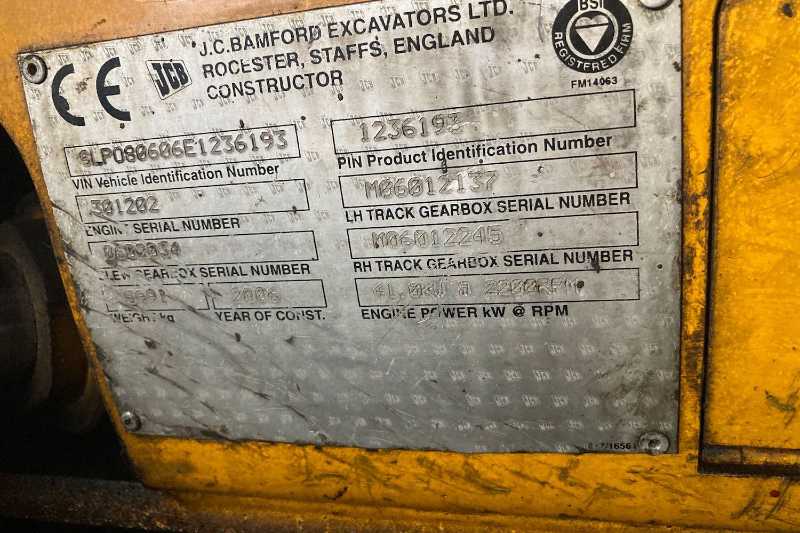 CE
JCB
J.C.BAMFORD EXCAVATORS LTD.
ROCESTER, STAFFS, ENGLAND
CONSTRUCTOR
BSI
REGISTERED FIRM
FM14063
SLP080606E1236193
VIN Vehicle Identification Number
1236193
PIN Product Identification Number
301202
ENGINE SERIAL NUMBER
M06012137
LH TRACK GEARBOX SERIAL NUMBER
SLEW GEARBOX SERIAL NUMBER
M06012245
RH TRACK GEARBOX SERIAL NUMBER
WEIGHT kg
2006
YEAR OF CONST.
2200RPM
ENGINE POWER kW @ RPM